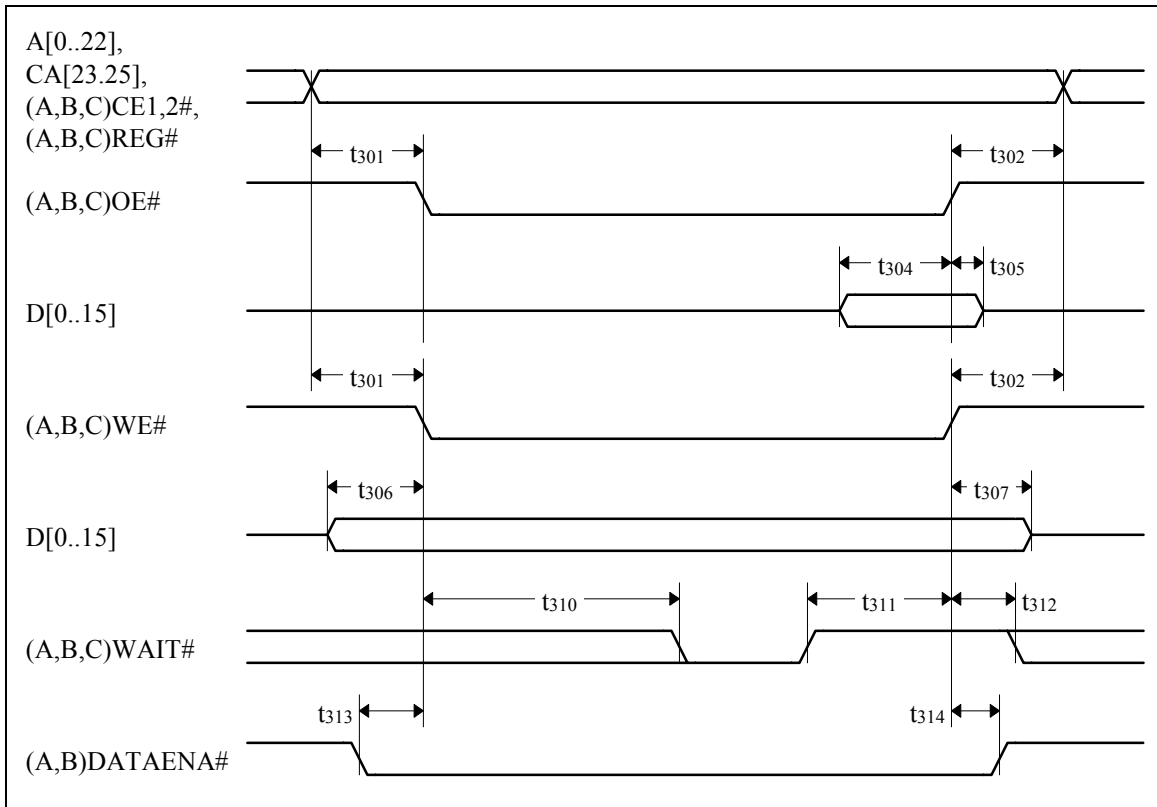 A[0..22],
CA[23.25],
(A,B,C)CE1,2#,
(A,B,C)REG#
t301
t302
(A,B,C)OE#
t304
t305
D[0..15]
t301
t302
(A,B,C)WE#
t306
t307
D[0..15]
t310
t311
t312
(A,B,C)WAIT#
t313
t314
(A,B)DATAENA#